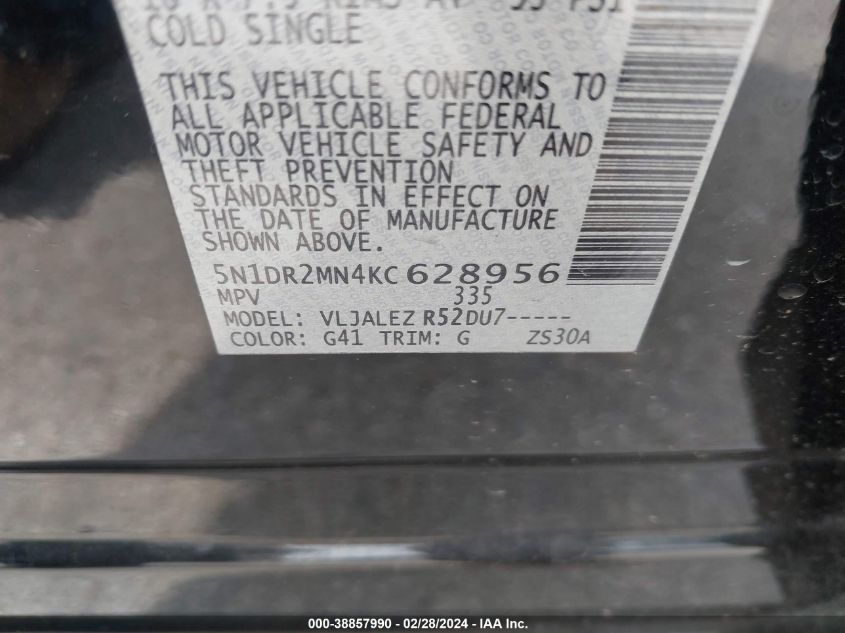 COLD SINGLE
THIS VEHICLE CONFORMS TO
ALL APPLICABLE FEDERAL
MOTOR VEHICLE SAFETY AND
THEFT PREVENTION
STANDARDS IN EFFECT ON
THE DATE OF MANUFACTURE
SHOWN ABOVE.
5N1DR2MN4KC 628956
MPV 335
MODEL: VLJALEZ R52DU7-----
COLOR: G41 TRIM: G ZS30A
000-38857990 - 02/28/2024 - IAA Inc.